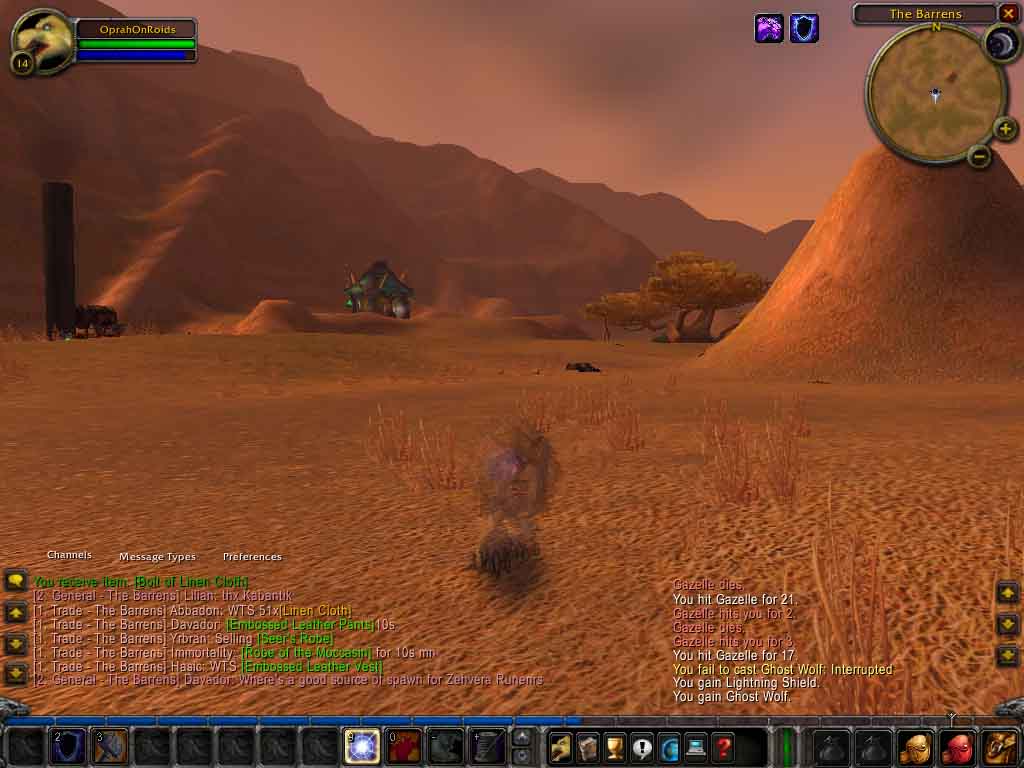 OprahOnRoids
14
The Barrens
N
Channels Message Types Preferences
You receive item: [Bolt of Linen Cloth]
[2. General - The Barrens] Lilian: thx Kabantik
[1. Trade - The Barrens] Abbadon: WTS 51x[Linen Cloth]
[1. Trade - The Barrens] Davador: [Embossed Leather Pants]10s
[1. Trade - The Barrens] Yrbran: Selling [Seer's Robe]
[1. Trade - The Barrens] Immortality: [Robe of the Moccasin] for 10s mn
[1. Trade - The Barrens] Hasic: WTS [Embossed Leather Vest]
[2. General - The Barrens] Davador: Where's a good source of spawn for Zehvera Runerns
Gazelle dies.
You hit Gazelle for 21.
Gazelle hits you for 2.
Gazelle dies.
Gazelle hits you for 3.
You hit Gazelle for 17.
You fail to cast Ghost Wolf: Interrupted
You gain Lightning Shield.
You gain Ghost Wolf.
2 3 9 0 - +